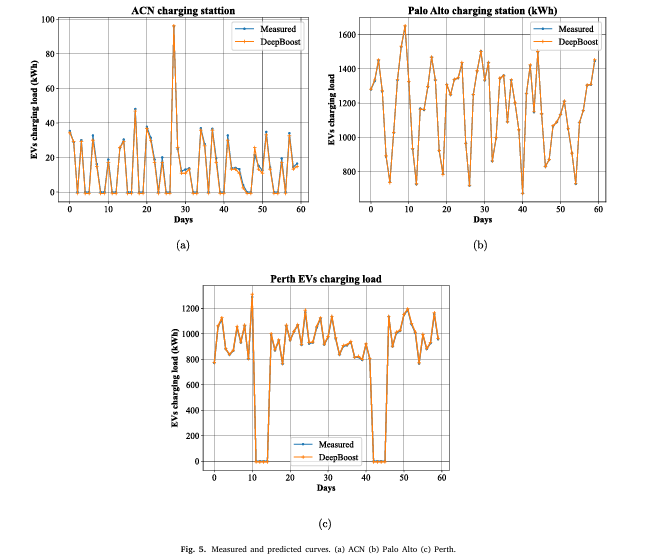 ACN charging stattion
EVs charging load (kWh)
100
80
60
40
20
0
Measured
DeepBoost
0 10 20 30 40 50 60
Days
(a)
Palo Alto charging station (kWh)
EVs charging load
1600
1400
1200
1000
800
Measured
DeepBoost
0 10 20 30 40 50 60
Days
(b)
Perth EVs charging load
EVs charging load (kWh)
1200
1000
800
600
400
200
0
Measured
DeepBoost
0 10 20 30 40 50 60
Days
(c)
Fig. 5. Measured and predicted curves. (a) ACN (b) Palo Alto (c) Perth.